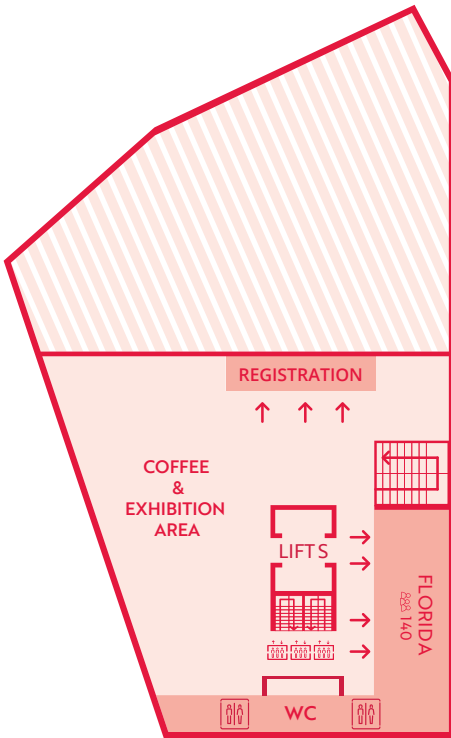 REGISTRATION
COFFEE
&
EXHIBITION
AREA
LIFTS
FLORIDA
140
WC